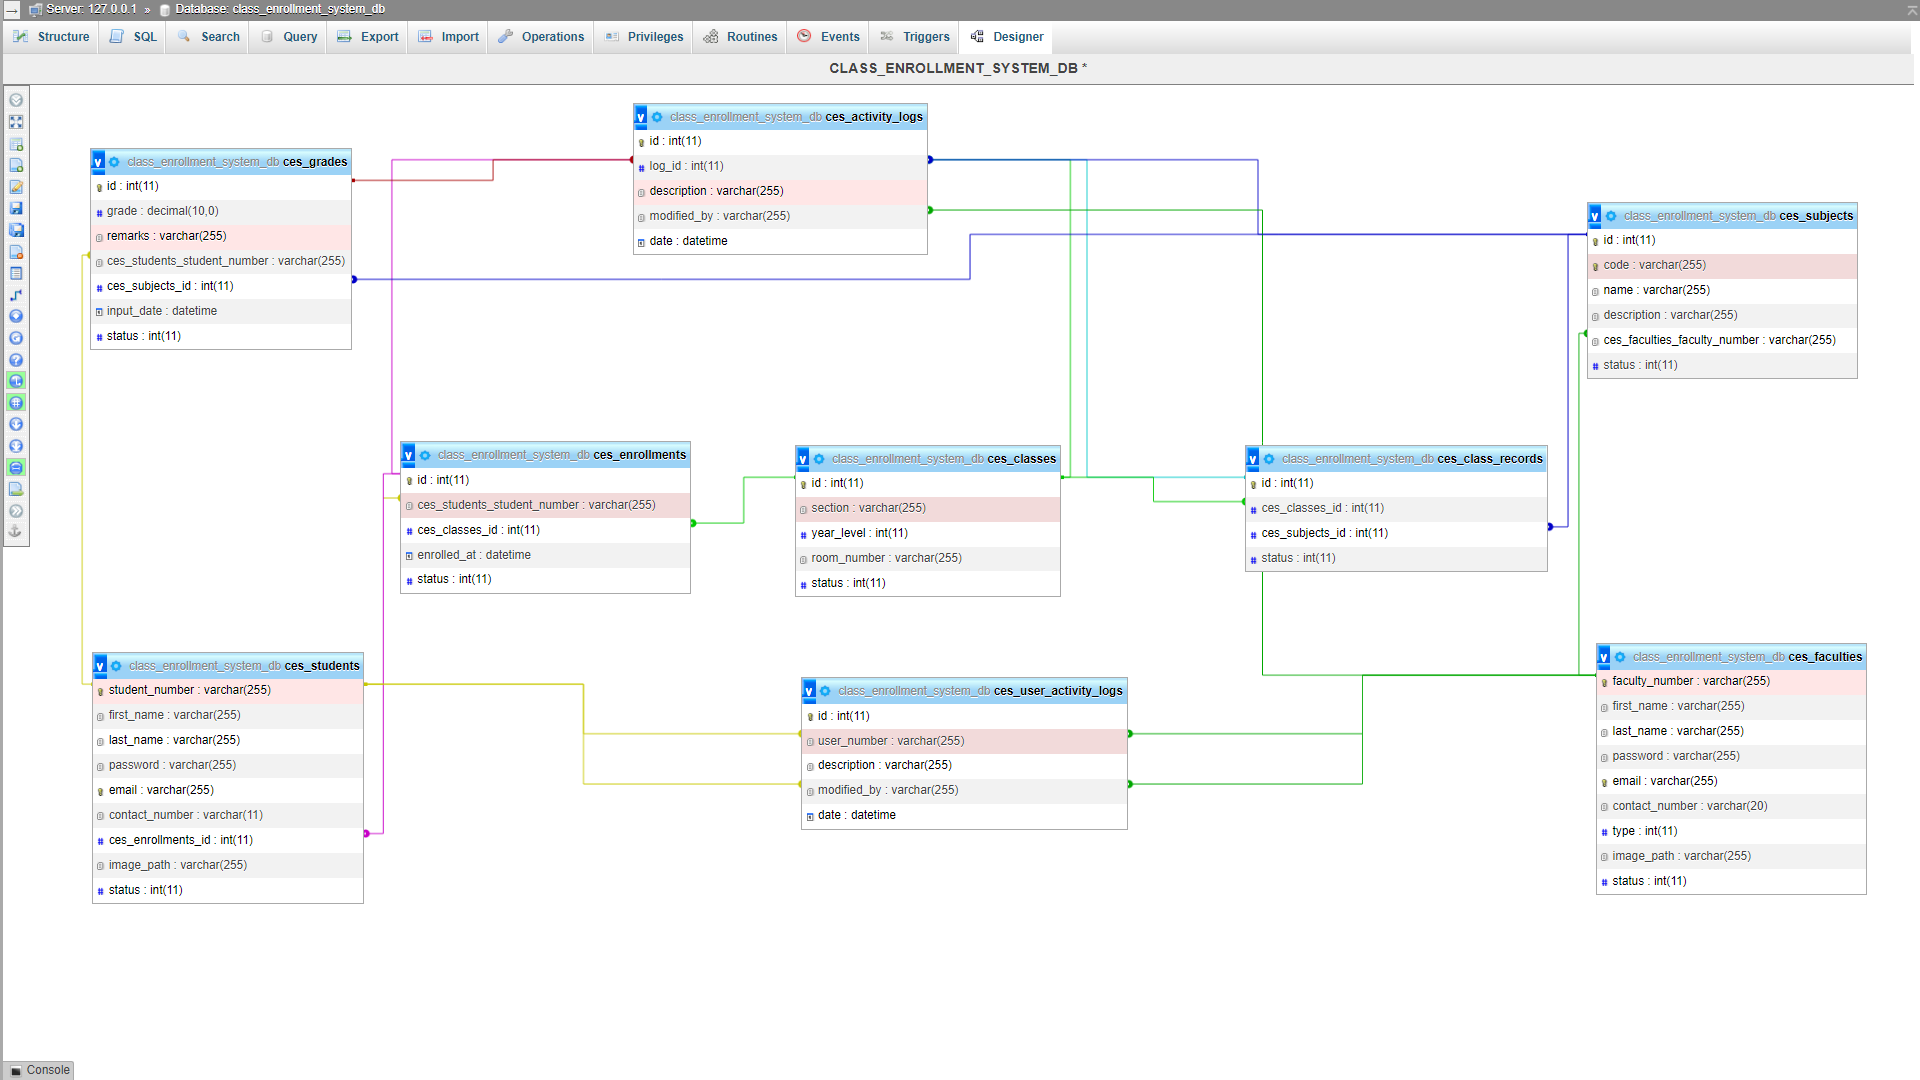 Server: 127.0.0.1 » Database: class_enrollment_system_db
Structure SQL Search Query Export Import Operations Privileges Routines Events Triggers Designer
CLASS_ENROLLMENT_SYSTEM_DB *
class_enrollment_system_db ces_activity_logs
id : int(11)
log_id : int(11)
description : varchar(255)
modified_by : varchar(255)
date : datetime
class_enrollment_system_db ces_grades
id : int(11)
grade : decimal(10,0)
remarks : varchar(255)
ces_students_student_number : varchar(255)
ces_subjects_id : int(11)
input_date : datetime
status : int(11)
class_enrollment_system_db ces_subjects
id : int(11)
code : varchar(255)
name : varchar(255)
description : varchar(255)
ces_faculties_faculty_number : varchar(255)
status : int(11)
class_enrollment_system_db ces_enrollments
id : int(11)
ces_students_student_number : varchar(255)
ces_classes_id : int(11)
enrolled_at : datetime
status : int(11)
class_enrollment_system_db ces_classes
id : int(11)
section : varchar(255)
year_level : int(11)
room_number : varchar(255)
status : int(11)
class_enrollment_system_db ces_class_records
id : int(11)
ces_classes_id : int(11)
ces_subjects_id : int(11)
status : int(11)
class_enrollment_system_db ces_students
student_number : varchar(255)
first_name : varchar(255)
last_name : varchar(255)
password : varchar(255)
email : varchar(255)
contact_number : varchar(11)
ces_enrollments_id : int(11)
image_path : varchar(255)
status : int(11)
class_enrollment_system_db ces_user_activity_logs
id : int(11)
user_number : varchar(255)
description : varchar(255)
modified_by : varchar(255)
date : datetime
class_enrollment_system_db ces_faculties
faculty_number : varchar(255)
first_name : varchar(255)
last_name : varchar(255)
password : varchar(255)
email : varchar(255)
contact_number : varchar(20)
type : int(11)
image_path : varchar(255)
status : int(11)
Console